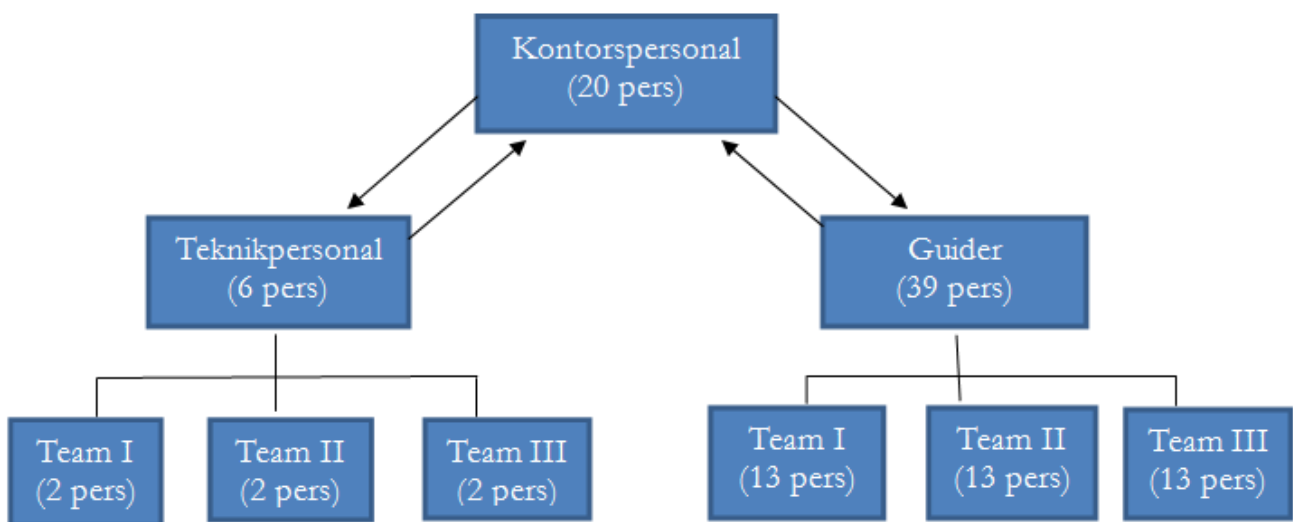 Kontorspersonal
(20 pers)
Teknikpersonal
(6 pers)
Guider
(39 pers)
Team I
(2 pers)
Team II
(2 pers)
Team III
(2 pers)
Team I
(13 pers)
Team II
(13 pers)
Team III
(13 pers)